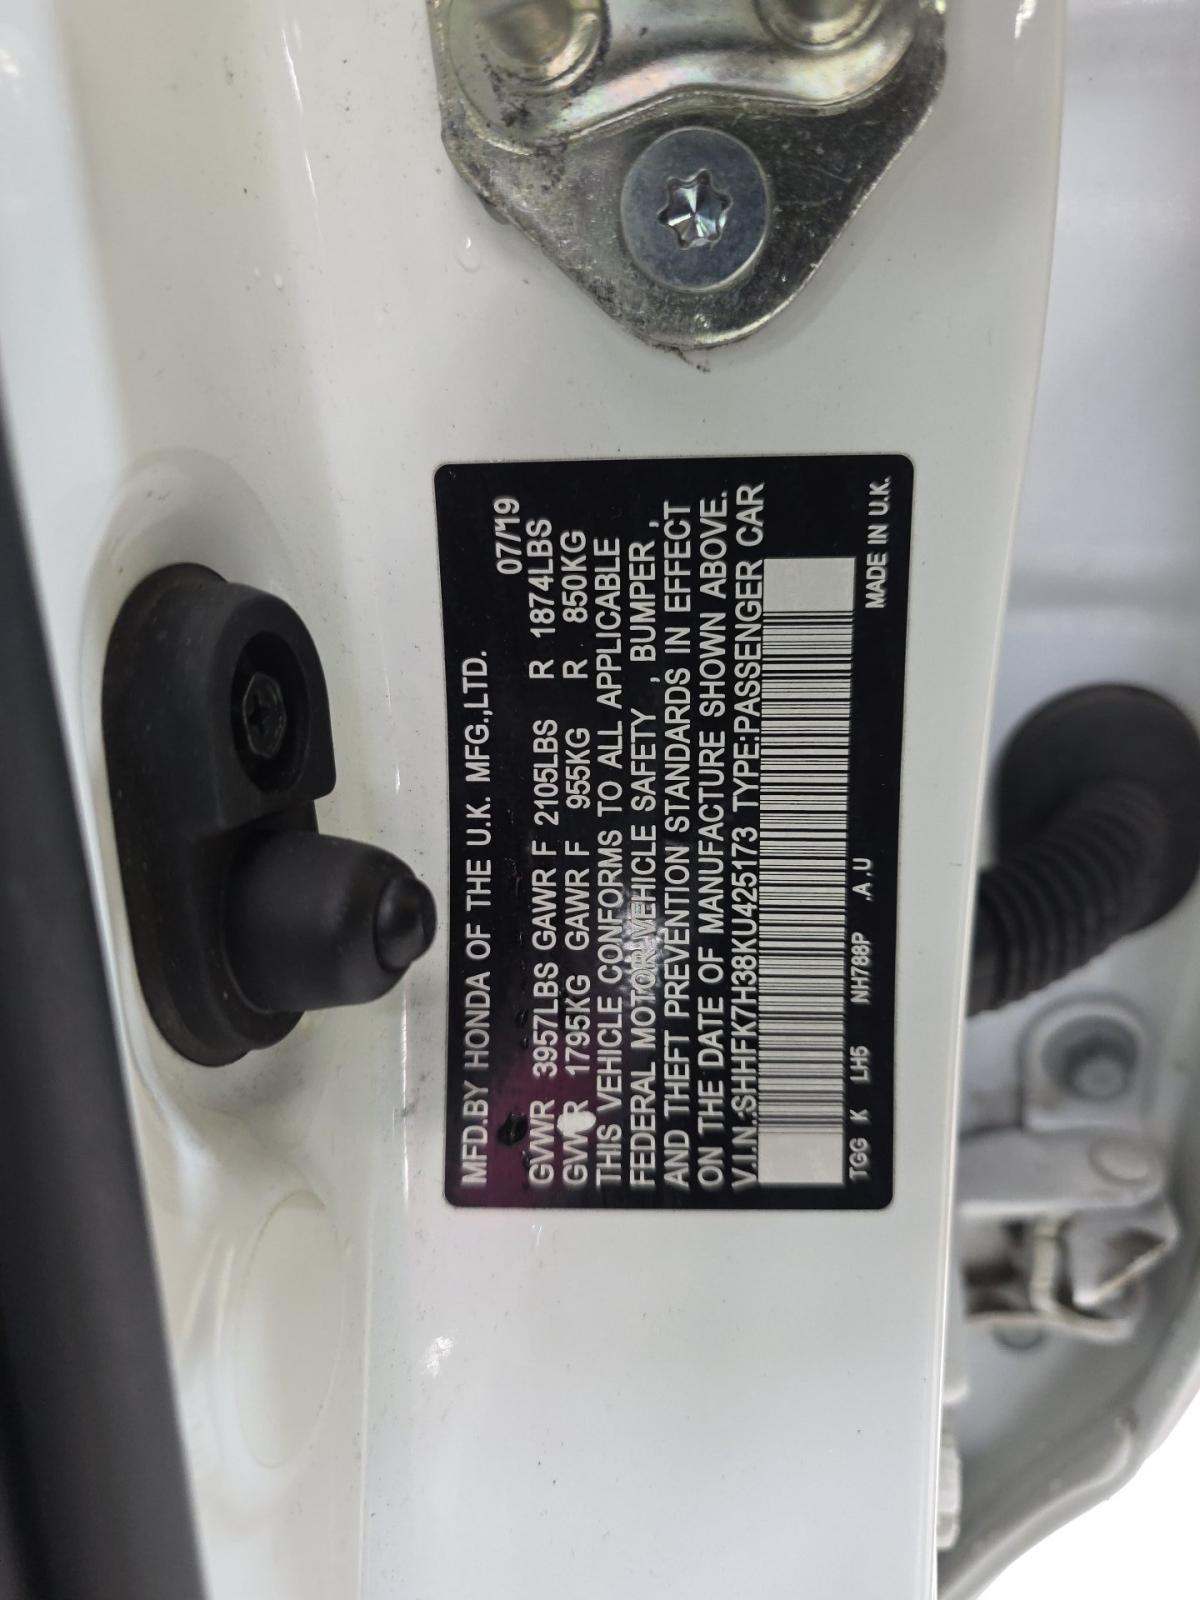 MFD.BY HONDA OF THE U.K. MFG.,LTD.
07/19
GVWR 3957LBS GAWR F 2105LBS R 1874LBS
GVWR 1795KG GAWR F 955KG R 850KG
THIS VEHICLE CONFORMS TO ALL APPLICABLE
FEDERAL MOTOR VEHICLE SAFETY , BUMPER ,
AND THEFT PREVENTION STANDARDS IN EFFECT
ON THE DATE OF MANUFACTURE SHOWN ABOVE.
V.I.N.:SHHFK7H38KU425173 TYPE:PASSENGER CAR
TGG K LH5 NH788P .A ,U MADE IN U.K.